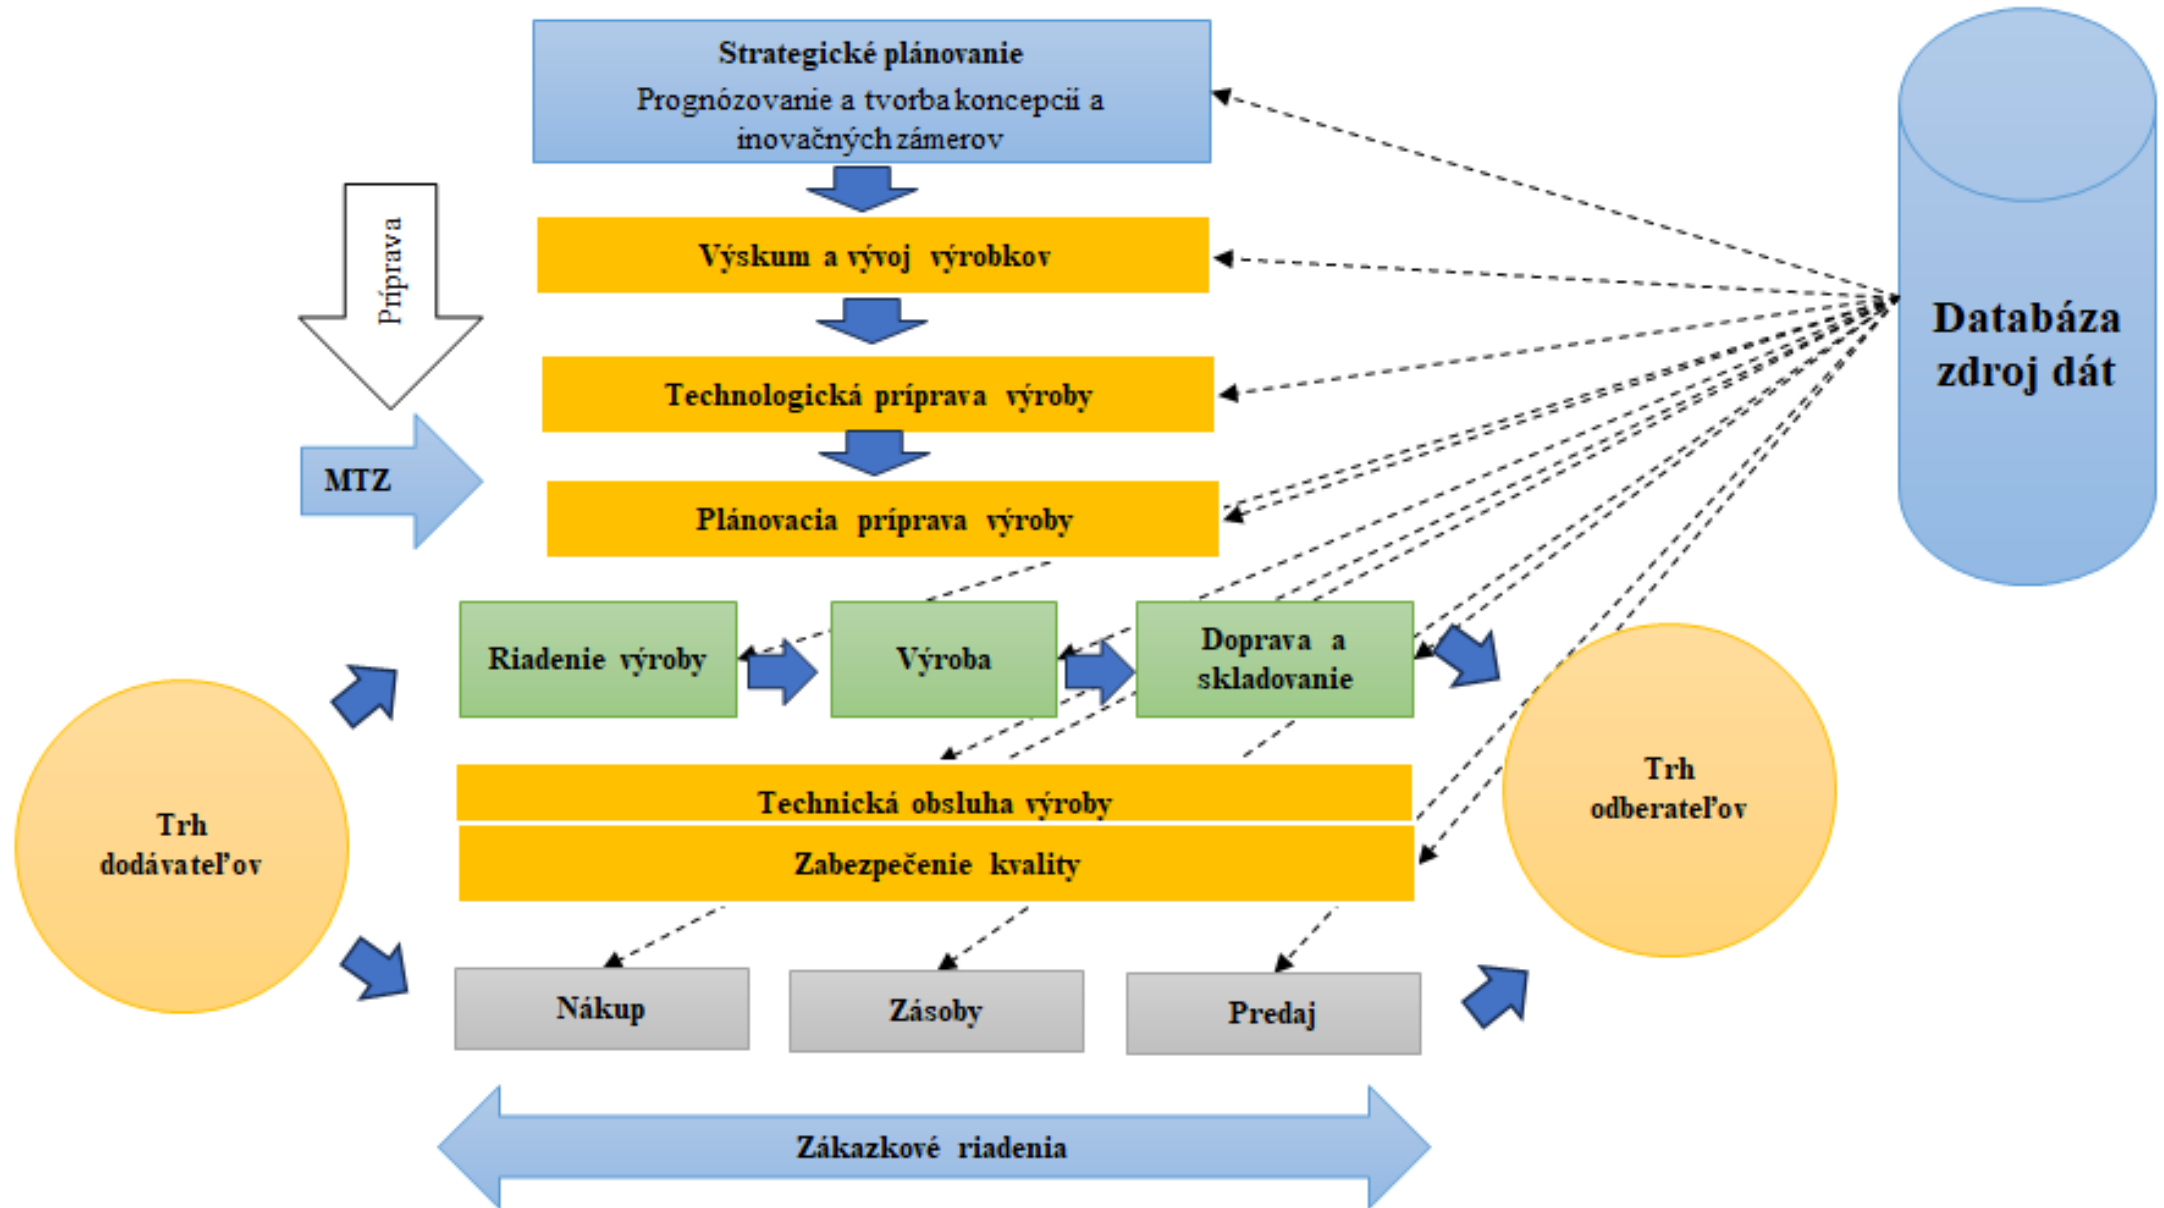 Strategické plánovanie
Prognózovanie a tvorba koncepcií a
inovačných zámerov
Príprava
Výskum a vývoj výrobkov
Databáza
zdroj dát
Technologická príprava výroby
MTZ
Plánovacia príprava výroby
Riadenie výroby
Výroba
Doprava a
skladovanie
Trh
dodávateľov
Technická obsluha výroby
Zabezpečenie kvality
Trh
odberateľov
Nákup
Zásoby
Predaj
Zákazkové riadenia